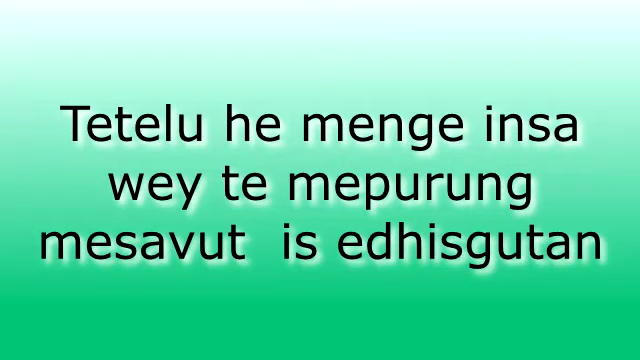 Tetelu he menge insa
wey te mepurung
mesavut  is edhisgutan